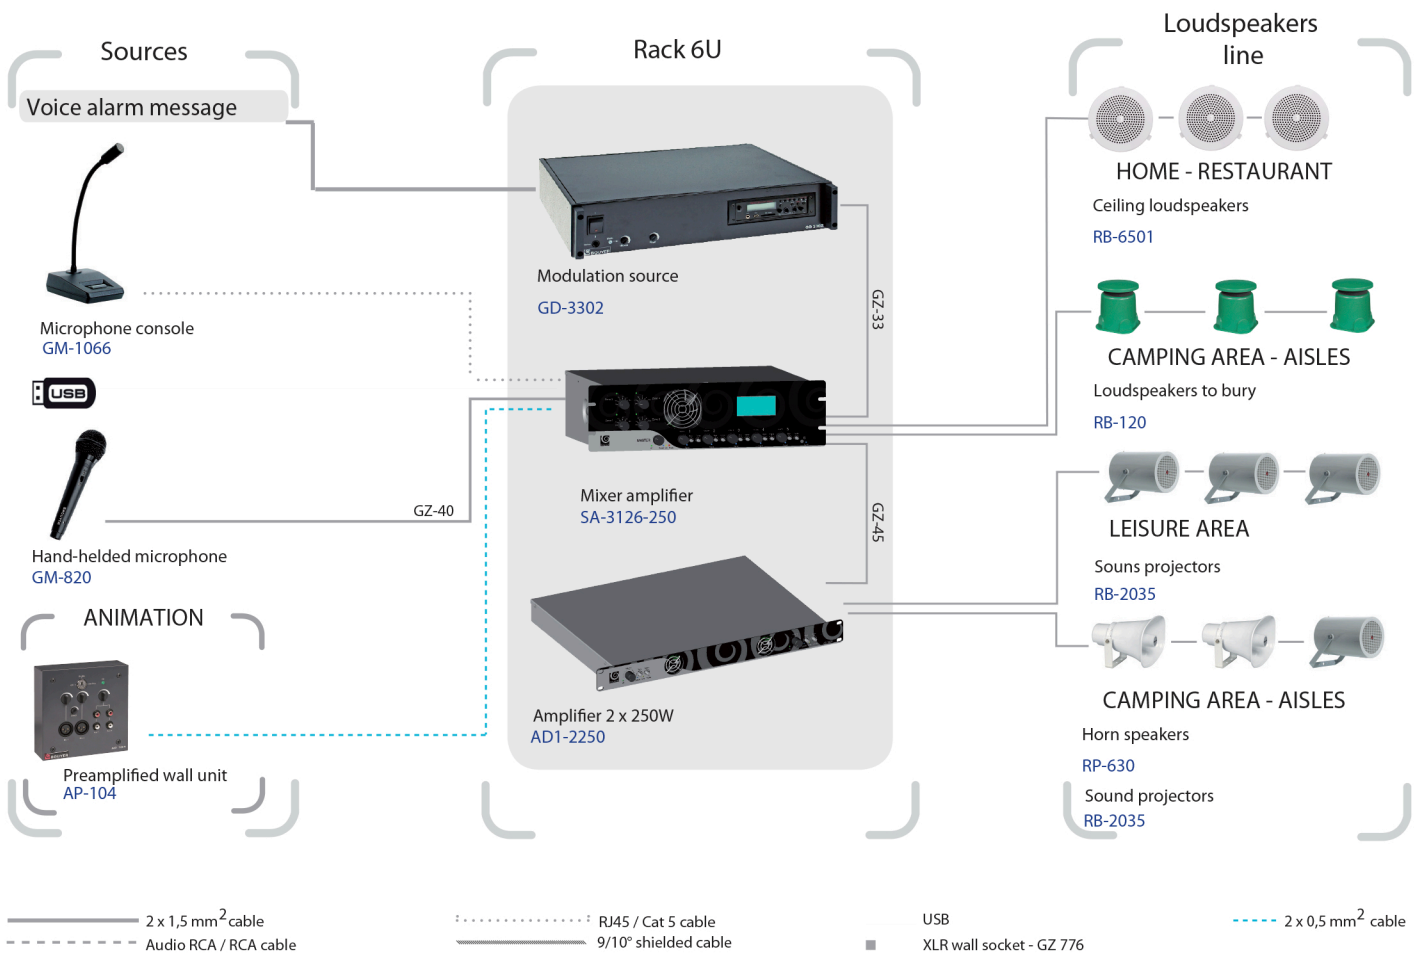 Sources
Voice alarm message
Microphone console
GM-1066
USB
GZ-40
Hand-helded microphone
GM-820
ANIMATION
Preamplified wall unit
AP-104
Rack 6U
Modulation source
GD-3302
GZ-33
Mixer amplifier
SA-3126-250
GZ-45
Amplifier 2 x 250W
AD1-2250
Loudspeakers
line
HOME - RESTAURANT
Ceiling loudspeakers
RB-6501
CAMPING AREA - AISLES
Loudspeakers to bury
RB-120
LEISURE AREA
Souns projectors
RB-2035
CAMPING AREA - AISLES
Horn speakers
RP-630
Sound projectors
RB-2035
2 x 1,5 mm² cable
Audio RCA / RCA cable
RJ45 / Cat 5 cable
9/10° shielded cable
USB
XLR wall socket - GZ 776
2 x 0,5 mm² cable